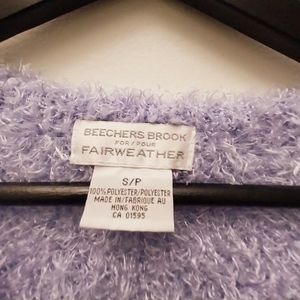 BEECHERS BROOK
FOR / POUR
FAIRWEATHER
S/P
100% POLYESTER/POLYESTER
MADE IN/FABRIQUE AU
HONG KONG
CA 01595